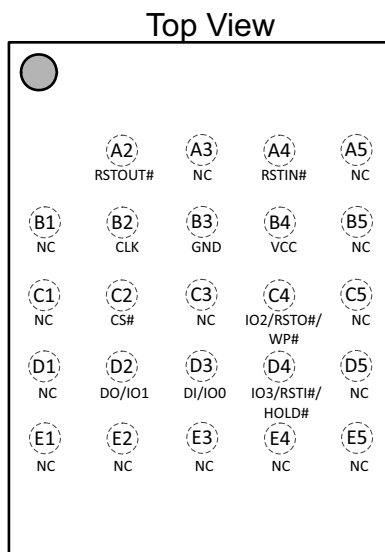 Top View
A2 A3 A4 A5
RSTOUT# NC RSTIN# NC
B1 B2 B3 B4 B5
NC CLK GND VCC NC
C1 C2 C3 C4 C5
NC CS# NC IO2/RSTO#/ NC
WP#
D1 D2 D3 D4 D5
NC DO/IO1 DI/IO0 IO3/RSTI#/ NC
HOLD#
E1 E2 E3 E4 E5
NC NC NC NC NC